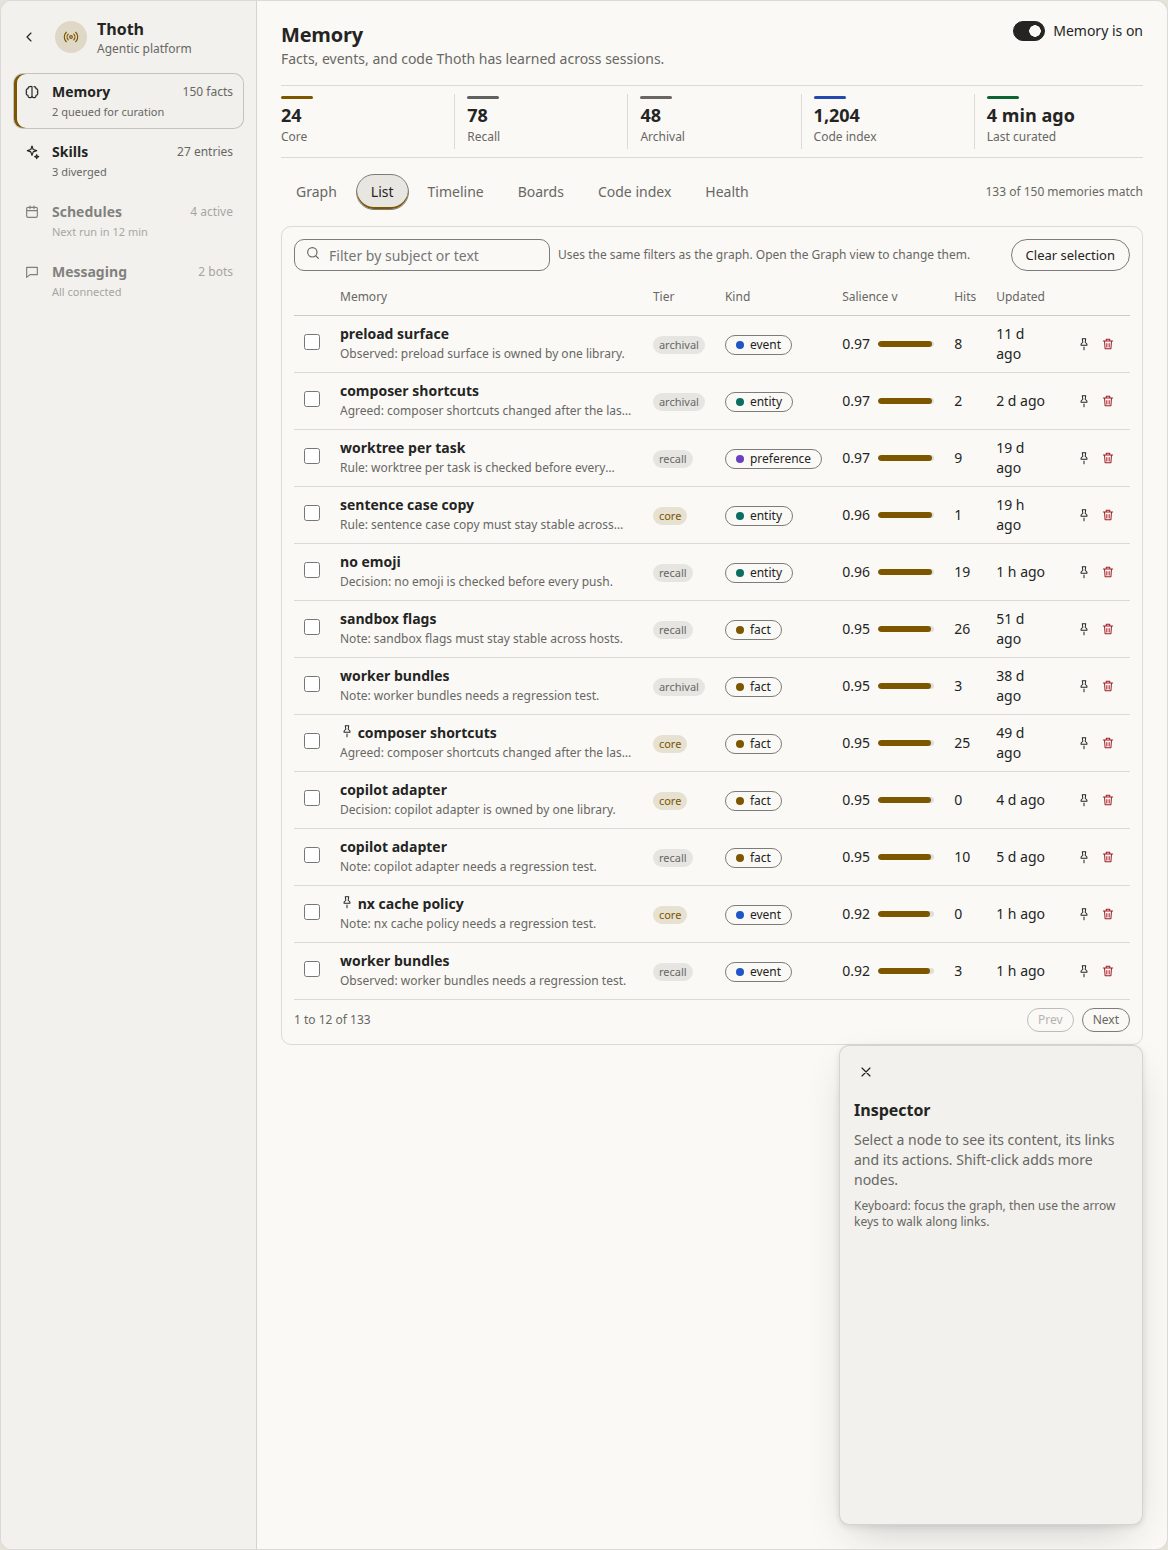 Thoth
Agentic platform
Memory
150 facts
2 queued for curation
Skills
27 entries
3 diverged
Schedules
4 active
Next run in 12 min
Messaging
2 bots
All connected
Memory
Memory is on
Facts, events, and code Thoth has learned across sessions.
24
Core
78
Recall
48
Archival
1,204
Code index
4 min ago
Last curated
Graph List Timeline Boards Code index Health
133 of 150 memories match
Filter by subject or text
Uses the same filters as the graph. Open the Graph view to change them.
Clear selection
Memory Tier Kind Salience v Hits Updated
preload surface
Observed: preload surface is owned by one library.
archival event 0.97 8 11 d
ago
composer shortcuts
Agreed: composer shortcuts changed after the las...
archival entity 0.97 2 2 d ago
worktree per task
Rule: worktree per task is checked before every...
recall preference 0.97 9 19 d
ago
sentence case copy
Rule: sentence case copy must stay stable across...
core entity 0.96 1 19 h
ago
no emoji
Decision: no emoji is checked before every push.
recall entity 0.96 19 1 h ago
sandbox flags
Note: sandbox flags must stay stable across hosts.
recall fact 0.95 26 51 d
ago
worker bundles
Note: worker bundles needs a regression test.
archival fact 0.95 3 38 d
ago
composer shortcuts
Agreed: composer shortcuts changed after the las...
core fact 0.95 25 49 d
ago
copilot adapter
Decision: copilot adapter is owned by one library.
core fact 0.95 0 4 d ago
copilot adapter
Note: copilot adapter needs a regression test.
recall fact 0.95 10 5 d ago
nx cache policy
Note: nx cache policy needs a regression test.
core event 0.92 0 1 h ago
worker bundles
Observed: worker bundles needs a regression test.
recall event 0.92 3 1 h ago
1 to 12 of 133
Prev Next
Inspector
Select a node to see its content, its links
and its actions. Shift-click adds more
nodes.
Keyboard: focus the graph, then use the arrow
keys to walk along links.